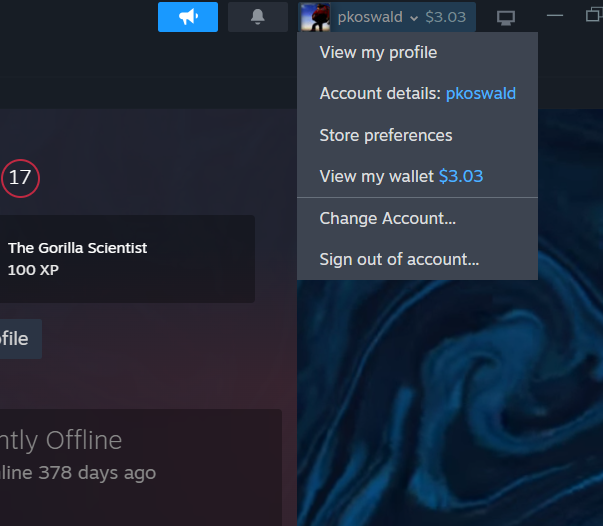 pkoswald $3.03
View my profile
Account details: pkoswald
Store preferences
View my wallet $3.03
Change Account...
Sign out of account...
17
The Gorilla Scientist
100 XP
ofile
ntly Offline
line 378 days ago